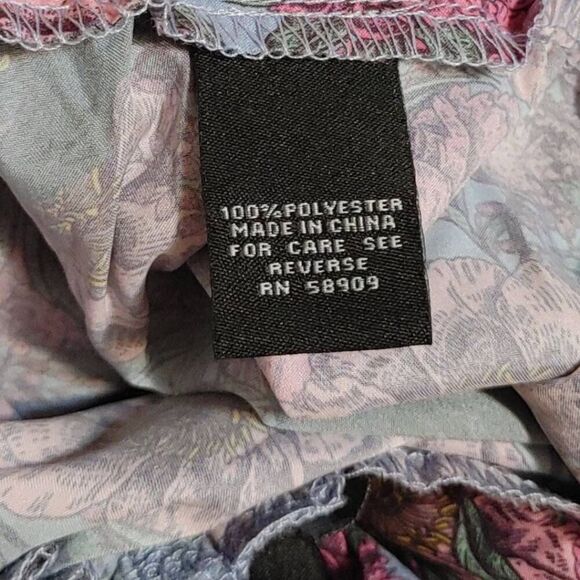 100%POLYESTER
MADE IN CHINA
FOR CARE SEE
REVERSE
RN 58909